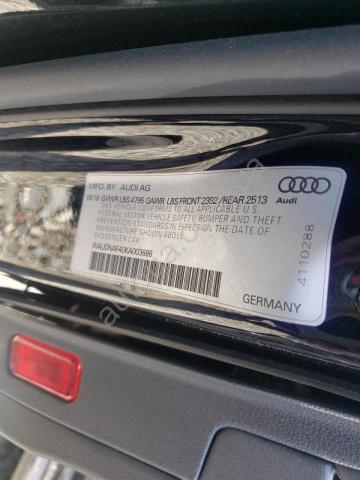 MFD. BY AUDI AG
08/18 GVWR LBS 4795 GAWR LBS FRONT 2392 /REAR 2513
THIS VEHICLE CONFORMS TO ALL APPLICABLE U.S.
FEDERAL MOTOR VEHICLE SAFETY, BUMPER AND THEFT
PREVENTION STANDARDS IN EFFECT ON THE DATE OF
MANUFACTURE SHOWN ABOVE.
PASSENGER CAR
WAUDNAF40KA003686
Audi
4110288
GERMANY